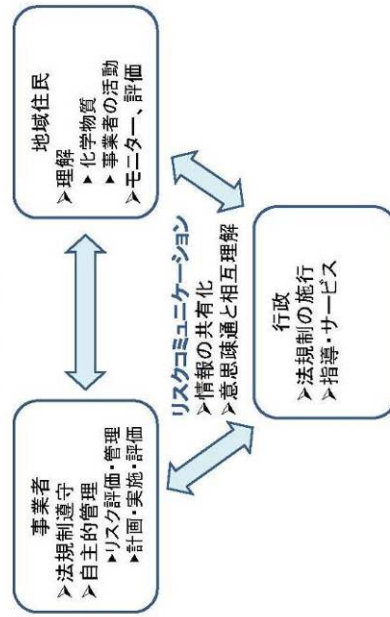 事業者
➤法規制遵守
➤自主的管理
▸リスク評価・管理
▸計画・実施・評価
地域住民
➤理解
▸ 化学物質
▸ 事業者の活動
➤モニター、評価
リスクコミュニケーション
➤情報の共有化
➤意思疎通と相互理解
行政
➤法規制の施行
➤指導・サービス